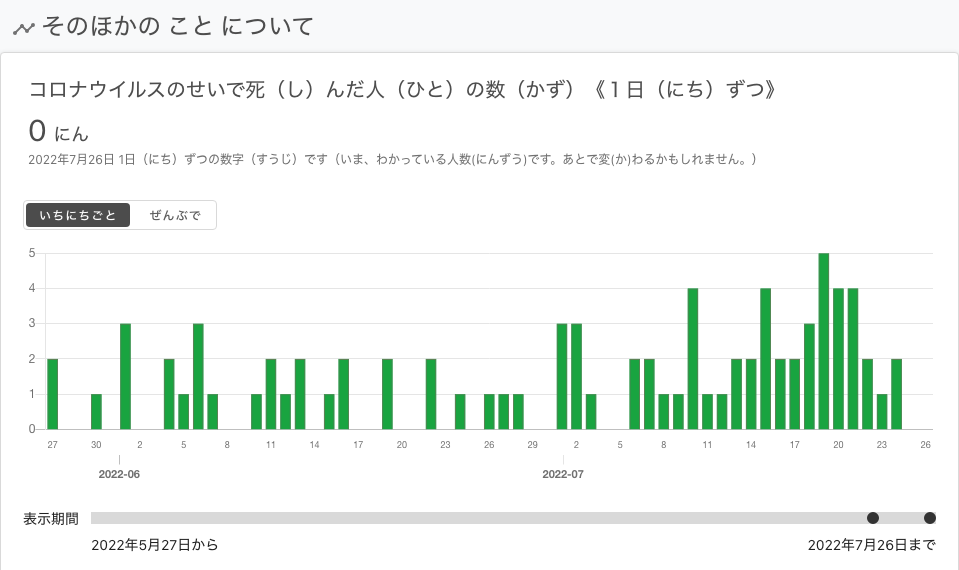 そのほかの こと について
コロナウイルスのせいで死（し）んだ人（ひと）の数（かず）《１日（にち）ずつ》
0 にん
2022年7月26日 1日（にち）ずつの数字（すうじ）です（いま、わかっている人数(にんずう)です。あとで変(か)わるかもしれません。）
いちにちごと ぜんぶで
5
4
3
2
1
0
27 30 2 5 8 11 14 17 20 23 26 29 2 5 8 11 14 17 20 23 26
2022-06 2022-07
表示期間
2022年5月27日から 2022年7月26日まで